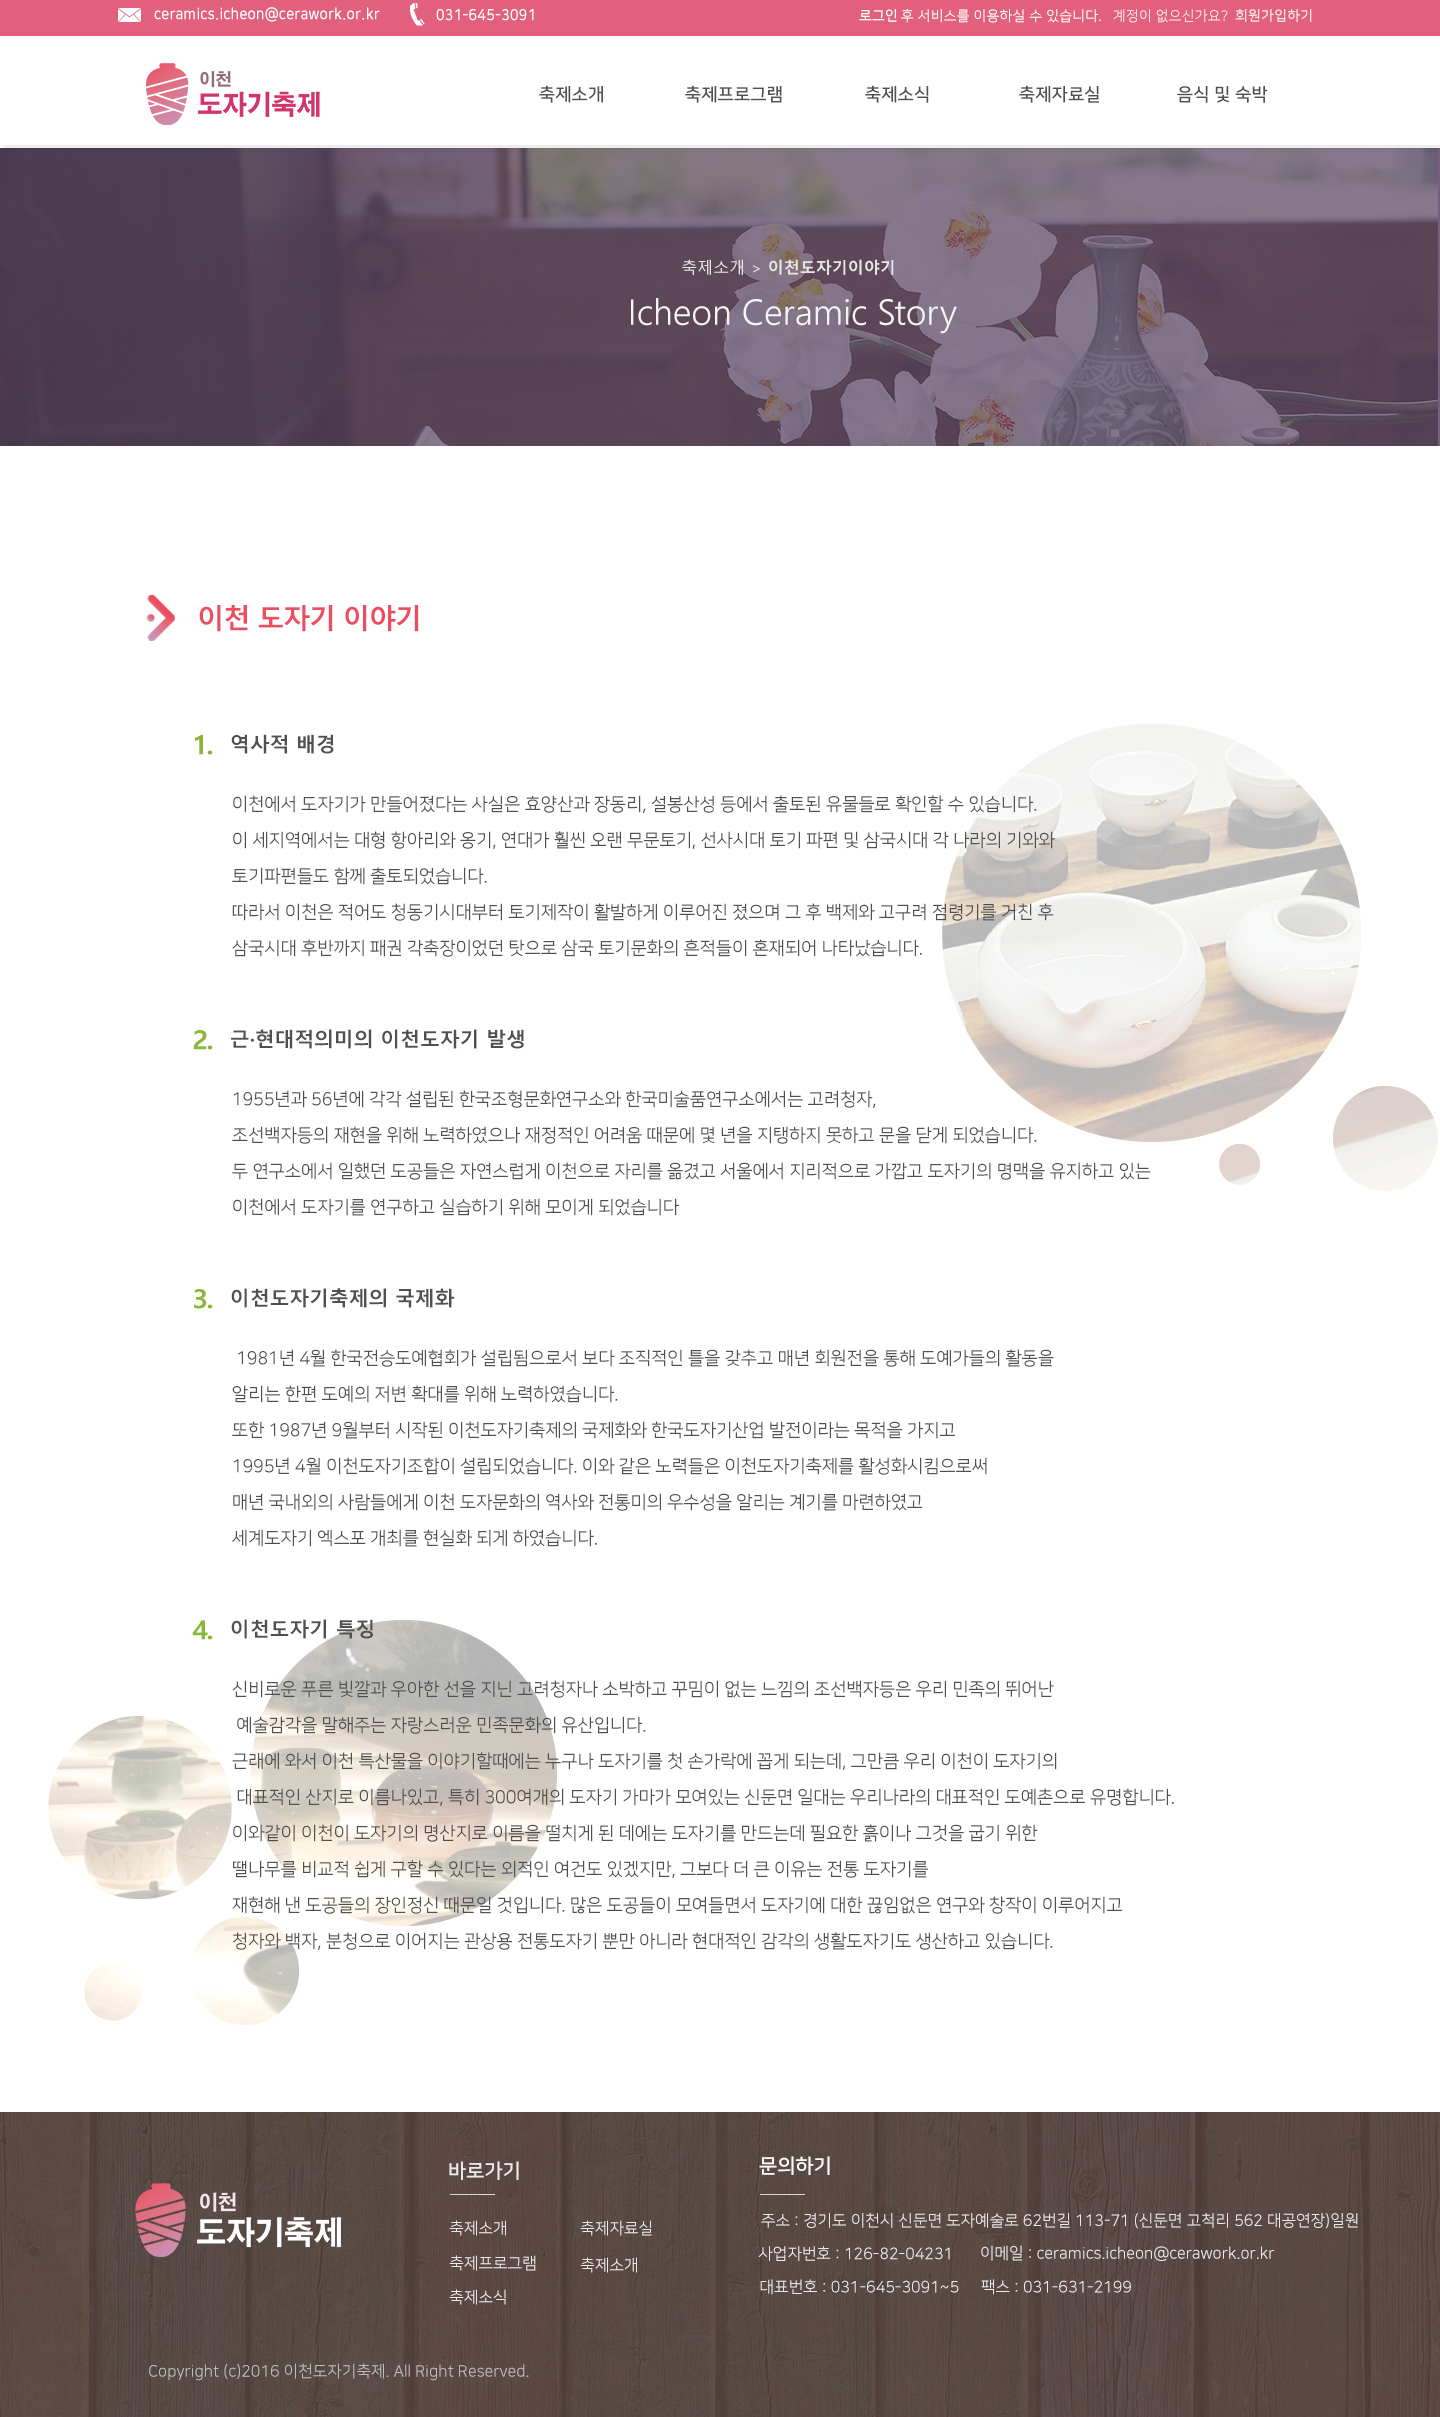 ceramics.icheon@cerawork.or.kr 031-645-3091 로그인 후 서비스를 이용하실 수 있습니다. 계정이 없으신가요? 회원가입하기
이천
도자기축제
축제소개 축제프로그램 축제소식 축제자료실 음식 및 숙박
축제소개 > 이천도자기이야기
Icheon Ceramic Story
이천 도자기 이야기
1. 역사적 배경
이천에서 도자기가 만들어졌다는 사실은 효양산과 장동리, 설봉산성 등에서 출토된 유물들로 확인할 수 있습니다.
이 세지역에서는 대형 항아리와 옹기, 연대가 훨씬 오랜 무문토기, 선사시대 토기 파편 및 삼국시대 각 나라의 기와와
토기파편들도 함께 출토되었습니다.
따라서 이천은 적어도 청동기시대부터 토기제작이 활발하게 이루어진 졌으며 그 후 백제와 고구려 점령기를 거친 후
삼국시대 후반까지 패권 각축장이었던 탓으로 삼국 토기문화의 흔적들이 혼재되어 나타났습니다.
2. 근·현대적의미의 이천도자기 발생
1955년과 56년에 각각 설립된 한국조형문화연구소와 한국미술품연구소에서는 고려청자,
조선백자등의 재현을 위해 노력하였으나 재정적인 어려움 때문에 몇 년을 지탱하지 못하고 문을 닫게 되었습니다.
두 연구소에서 일했던 도공들은 자연스럽게 이천으로 자리를 옮겼고 서울에서 지리적으로 가깝고 도자기의 명맥을 유지하고 있는
이천에서 도자기를 연구하고 실습하기 위해 모이게 되었습니다
3. 이천도자기축제의 국제화
1981년 4월 한국전승도예협회가 설립됨으로서 보다 조직적인 틀을 갖추고 매년 회원전을 통해 도예가들의 활동을
알리는 한편 도예의 저변 확대를 위해 노력하였습니다.
또한 1987년 9월부터 시작된 이천도자기축제의 국제화와 한국도자기산업 발전이라는 목적을 가지고
1995년 4월 이천도자기조합이 설립되었습니다. 이와 같은 노력들은 이천도자기축제를 활성화시킴으로써
매년 국내외의 사람들에게 이천 도자문화의 역사와 전통미의 우수성을 알리는 계기를 마련하였고
세계도자기 엑스포 개최를 현실화 되게 하였습니다.
4. 이천도자기 특징
신비로운 푸른 빛깔과 우아한 선을 지닌 고려청자나 소박하고 꾸밈이 없는 느낌의 조선백자등은 우리 민족의 뛰어난
예술감각을 말해주는 자랑스러운 민족문화의 유산입니다.
근래에 와서 이천 특산물을 이야기할때에는 누구나 도자기를 첫 손가락에 꼽게 되는데, 그만큼 우리 이천이 도자기의
대표적인 산지로 이름나있고, 특히 300여개의 도자기 가마가 모여있는 신둔면 일대는 우리나라의 대표적인 도예촌으로 유명합니다.
이와같이 이천이 도자기의 명산지로 이름을 떨치게 된 데에는 도자기를 만드는데 필요한 흙이나 그것을 굽기 위한
땔나무를 비교적 쉽게 구할 수 있다는 외적인 여건도 있겠지만, 그보다 더 큰 이유는 전통 도자기를
재현해 낸 도공들의 장인정신 때문일 것입니다. 많은 도공들이 모여들면서 도자기에 대한 끊임없은 연구와 창작이 이루어지고
청자와 백자, 분청으로 이어지는 관상용 전통도자기 뿐만 아니라 현대적인 감각의 생활도자기도 생산하고 있습니다.
이천
도자기축제
바로가기
축제소개 축제자료실
축제프로그램 축제소개
축제소식
문의하기
주소 : 경기도 이천시 신둔면 도자예술로 62번길 113-71 (신둔면 고척리 562 대공연장)일원
사업자번호 : 126-82-04231 이메일 : ceramics.icheon@cerawork.or.kr
대표번호 : 031-645-3091~5 팩스 : 031-631-2199
Copyright (c)2016 이천도자기축제. All Right Reserved.